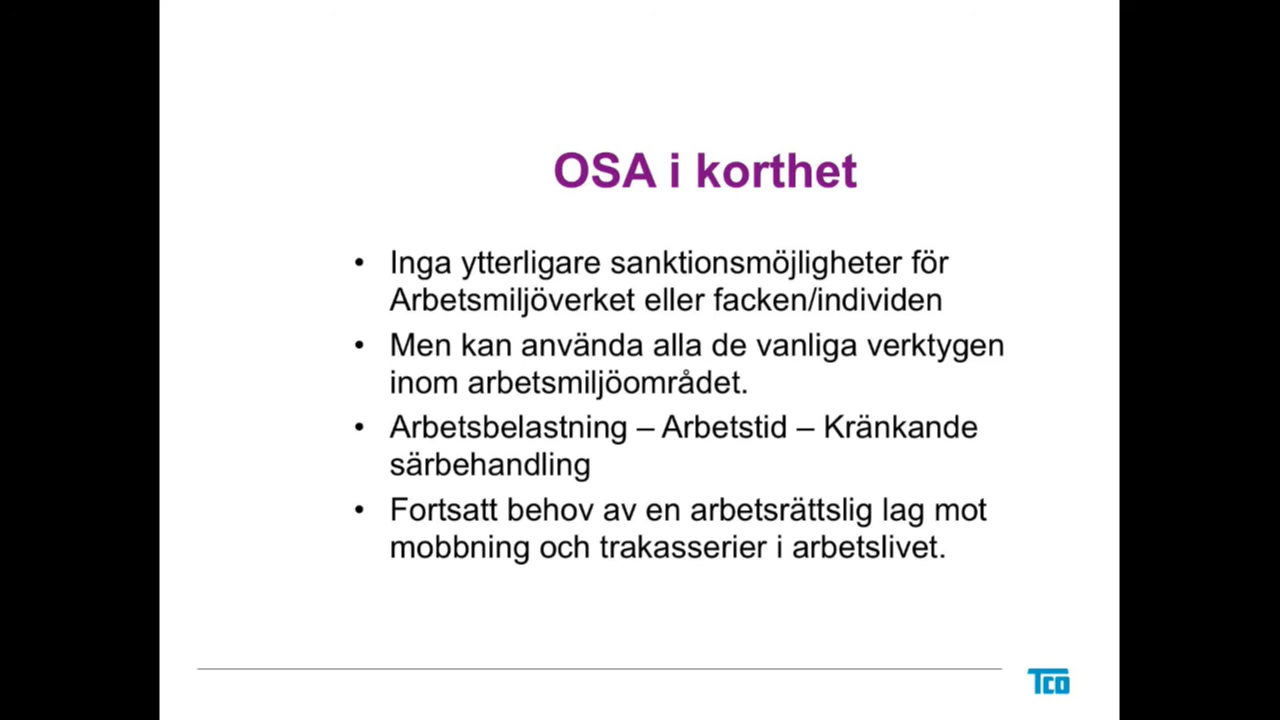 OSA i korthet
• Inga ytterligare sanktionsmöjligheter för
Arbetsmiljöverket eller facken/individen
• Men kan använda alla de vanliga verktygen
inom arbetsmiljöområdet.
• Arbetsbelastning – Arbetstid – Kränkande
särbehandling
• Fortsatt behov av en arbetsrättslig lag mot
mobbning och trakasserier i arbetslivet.
TCO